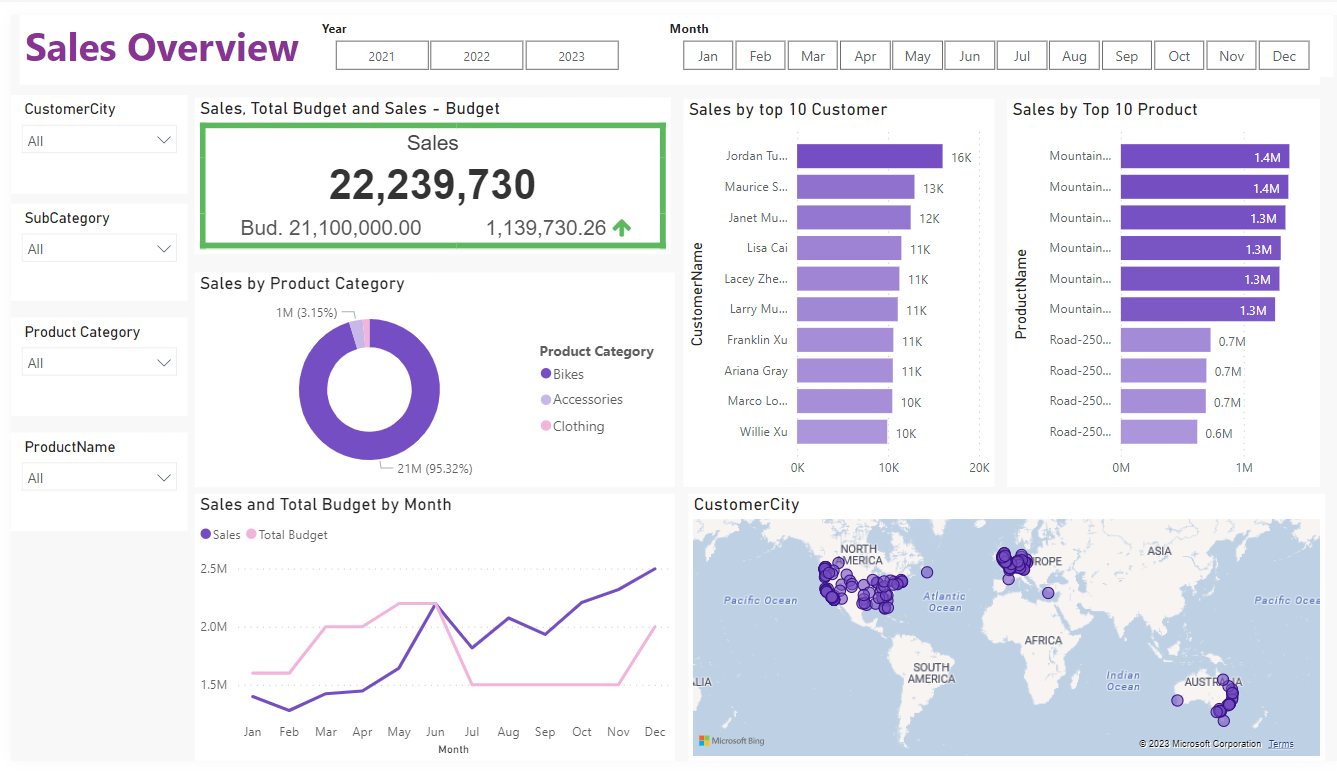 Sales Overview
Year
2021 2022 2023
Month
Jan Feb Mar Apr May Jun Jul Aug Sep Oct Nov Dec
CustomerCity
All
SubCategory
All
Product Category
All
ProductName
All
Sales, Total Budget and Sales - Budget
Sales
22,239,730
Bud. 21,100,000.00 1,139,730.26
Sales by Product Category
1M (3.15%)
21M (95.32%)
Product Category
Bikes
Accessories
Clothing
Sales and Total Budget by Month
Sales Total Budget
2.5M
2.0M
1.5M
Jan Feb Mar Apr May Jun Jul Aug Sep Oct Nov Dec
Month
Sales by top 10 Customer
CustomerName
Jordan Tu... 16K
Maurice S... 13K
Janet Mu... 12K
Lisa Cai 11K
Lacey Zhe... 11K
Larry Mu... 11K
Franklin Xu 11K
Ariana Gray 11K
Marco Lo... 10K
Willie Xu 10K
0K 10K 20K
Sales by Top 10 Product
ProductName
Mountain... 1.4M
Mountain... 1.4M
Mountain... 1.3M
Mountain... 1.3M
Mountain... 1.3M
Mountain... 1.3M
Road-250... 0.7M
Road-250... 0.7M
Road-250... 0.7M
Road-250... 0.6M
0M 1M
CustomerCity
NORTH
AMERICA
ASIA
Pacific Ocean
Atlantic
Ocean
Pacific Ocea
AFRICA
SOUTH
AMERICA
Indian
Ocean
Microsoft Bing
© 2023 Microsoft Corporation Terms